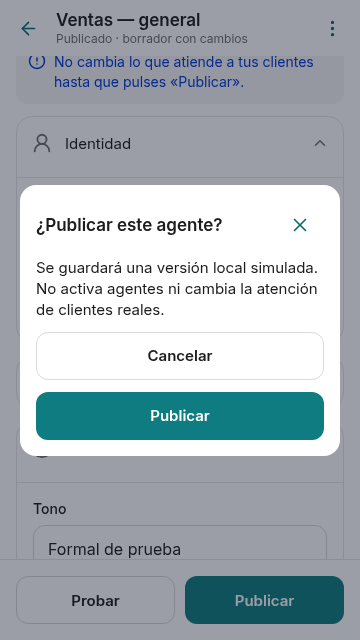 Ventas — general
Publicado · borrador con cambios
No cambia lo que atiende a tus clientes
hasta que pulses «Publicar».
Identidad
¿Publicar este agente?
Se guardará una versión local simulada.
No activa agentes ni cambia la atención
de clientes reales.
Cancelar
Publicar
Tono
Formal de prueba
Probar
Publicar